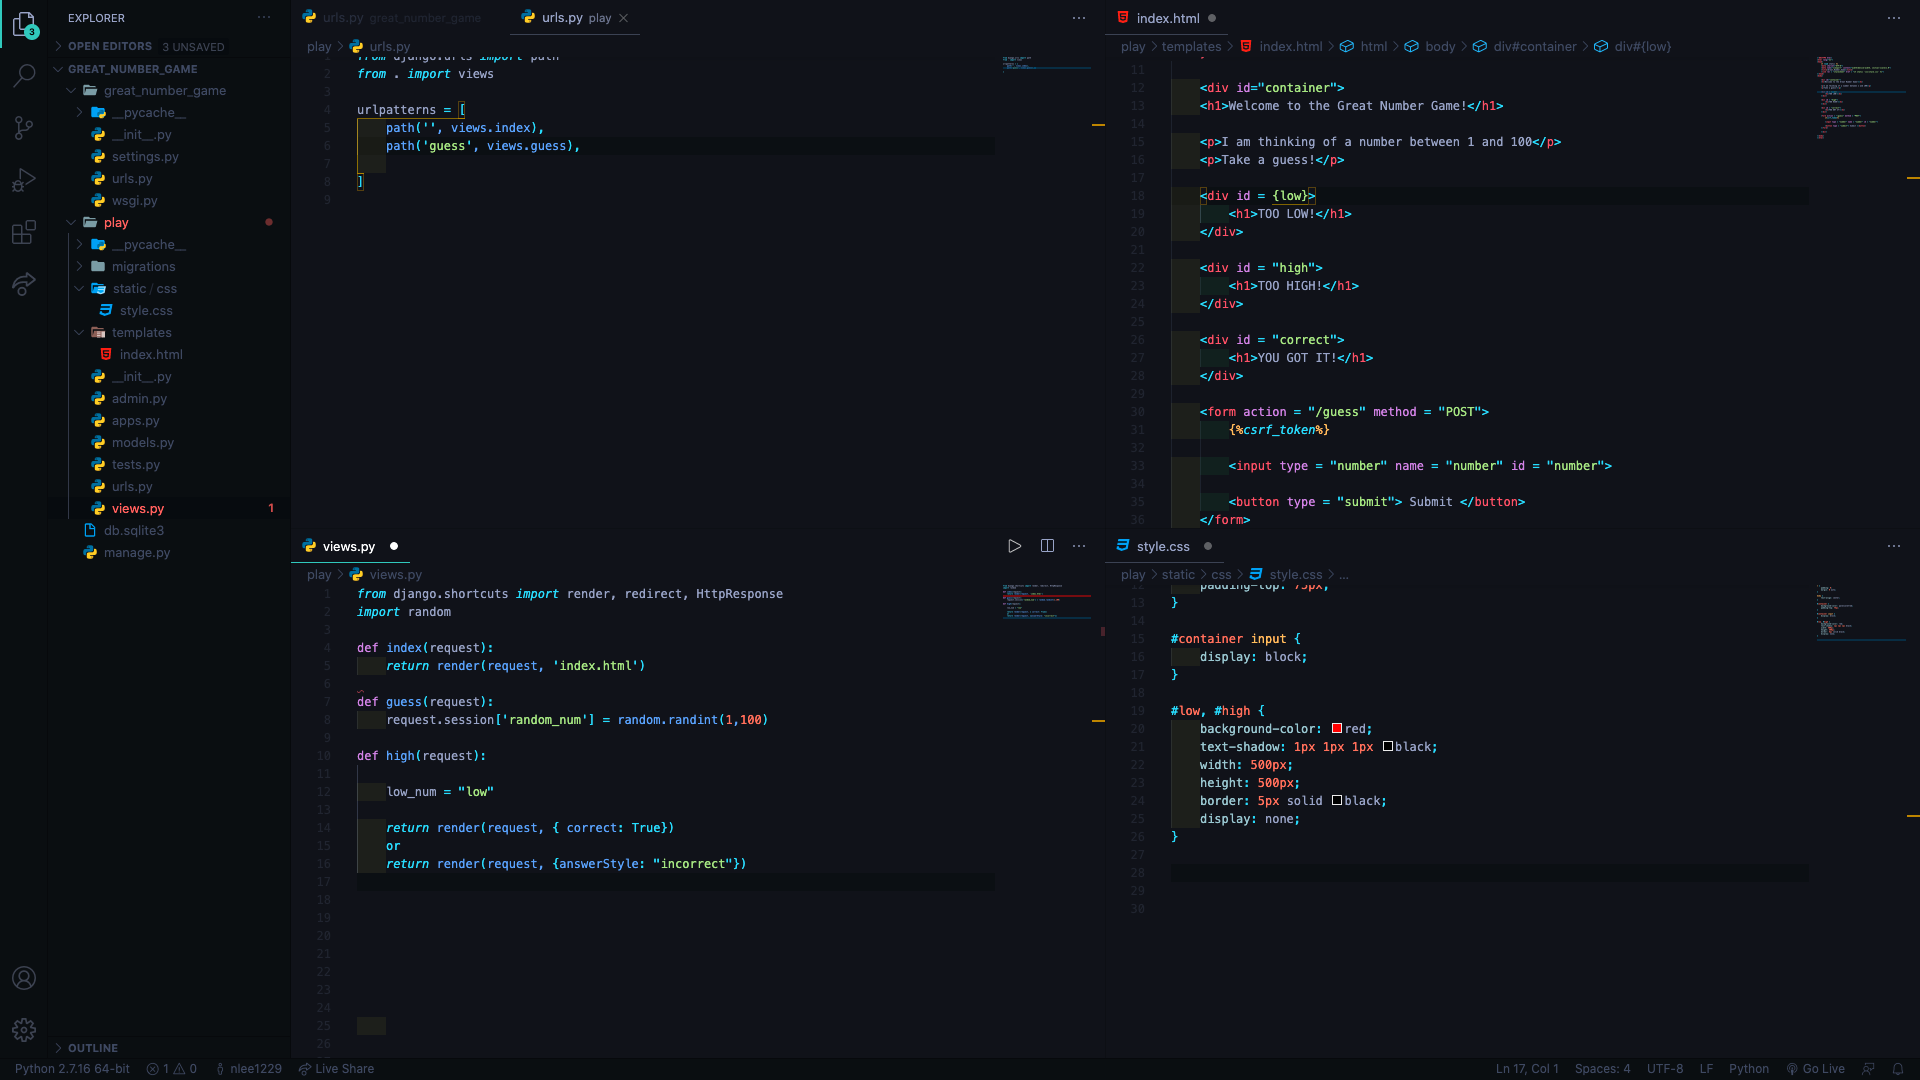 EXPLORER
OPEN EDITORS 3 UNSAVED
GREAT_NUMBER_GAME
great_number_game
__pycache__
__init__.py
settings.py
urls.py
wsgi.py
play
__pycache__
migrations
static / css
style.css
templates
index.html
__init__.py
admin.py
apps.py
models.py
tests.py
urls.py
views.py 1
db.sqlite3
manage.py
OUTLINE
3
urls.py great_number_game
urls.py play
play > urls.py
from django.urls import path
2 from . import views
3
4 urlpatterns = [
5 path('', views.index),
6 path('guess', views.guess),
7
8 ]
9
index.html
play > templates > index.html > html > body > div#container > div#{low}
11
12 <div id="container">
13 <h1>Welcome to the Great Number Game!</h1>
14
15 <p>I am thinking of a number between 1 and 100</p>
16 <p>Take a guess!</p>
17
18 <div id = {low}>
19 <h1>TOO LOW!</h1>
20 </div>
21
22 <div id = "high">
23 <h1>TOO HIGH!</h1>
24 </div>
25
26 <div id = "correct">
27 <h1>YOU GOT IT!</h1>
28 </div>
29
30 <form action = "/guess" method = "POST">
31 {%csrf_token%}
32
33 <input type = "number" name = "number" id = "number">
34
35 <button type = "submit"> Submit </button>
36 </form>
views.py
play > views.py
1 from django.shortcuts import render, redirect, HttpResponse
2 import random
3
4 def index(request):
5 return render(request, 'index.html')
6
7 def guess(request):
8 request.session['random_num'] = random.randint(1,100)
9
10 def high(request):
11
12 low_num = "low"
13
14 return render(request, { correct: True})
15 or
16 return render(request, {answerStyle: "incorrect"})
17
18
19
20
21
22
23
24
25
26
style.css
play > static > css > style.css > ...
12 padding-top: 75px;
13 }
14
15 #container input {
16 display: block;
17 }
18
19 #low, #high {
20 background-color: red;
21 text-shadow: 1px 1px 1px black;
22 width: 500px;
23 height: 500px;
24 border: 5px solid black;
25 display: none;
26 }
27
28
29
30
Python 2.7.16 64-bit 1 0 nlee1229 Live Share Ln 17, Col 1 Spaces: 4 UTF-8 LF Python Go Live